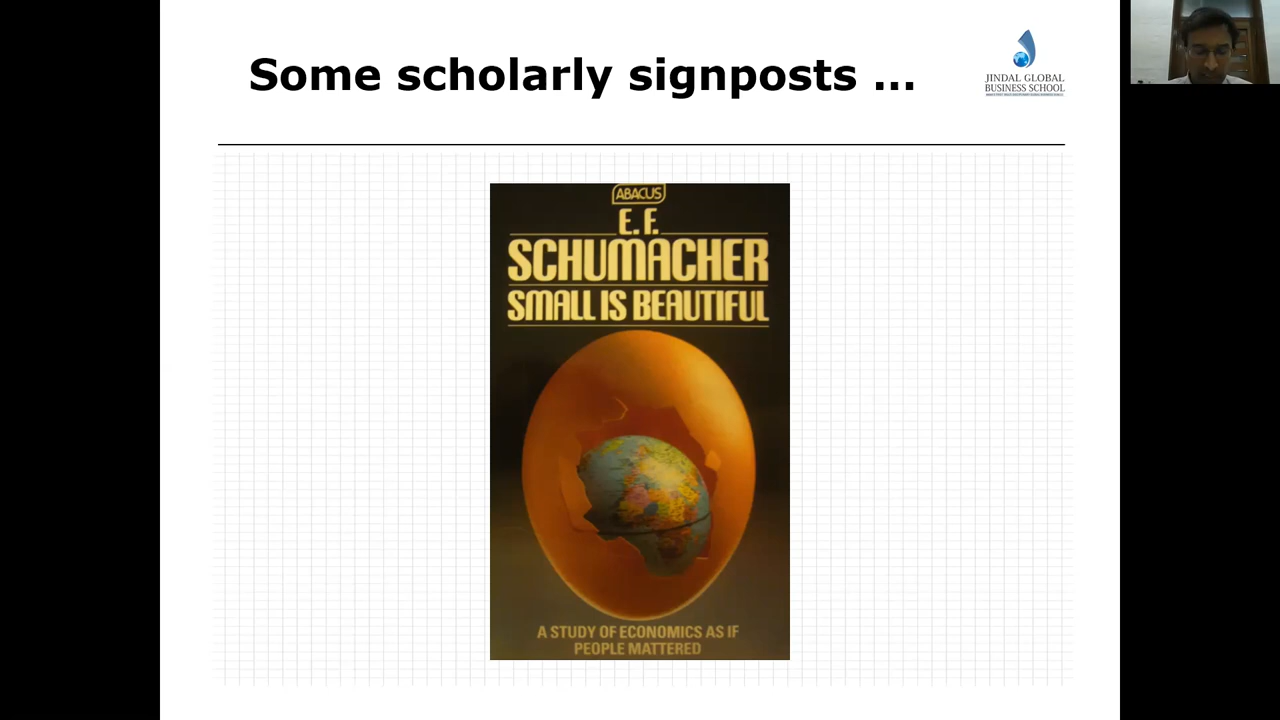 Some scholarly signposts ...
JINDAL GLOBAL
BUSINESS SCHOOL
ABACUS
E. F.
SCHUMACHER
SMALL IS BEAUTIFUL
A STUDY OF ECONOMICS AS IF
PEOPLE MATTERED